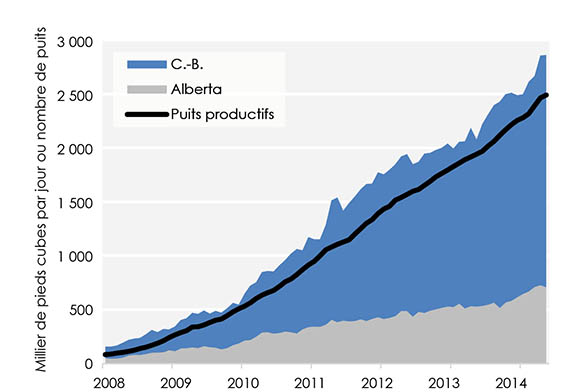 Millier de pieds cubes par jour ou nombre de puits
3 000
2 500
2 000
1 500
1 000
500
0
C.-B.
Alberta
Puits productifs
2008 2009 2010 2011 2012 2013 2014